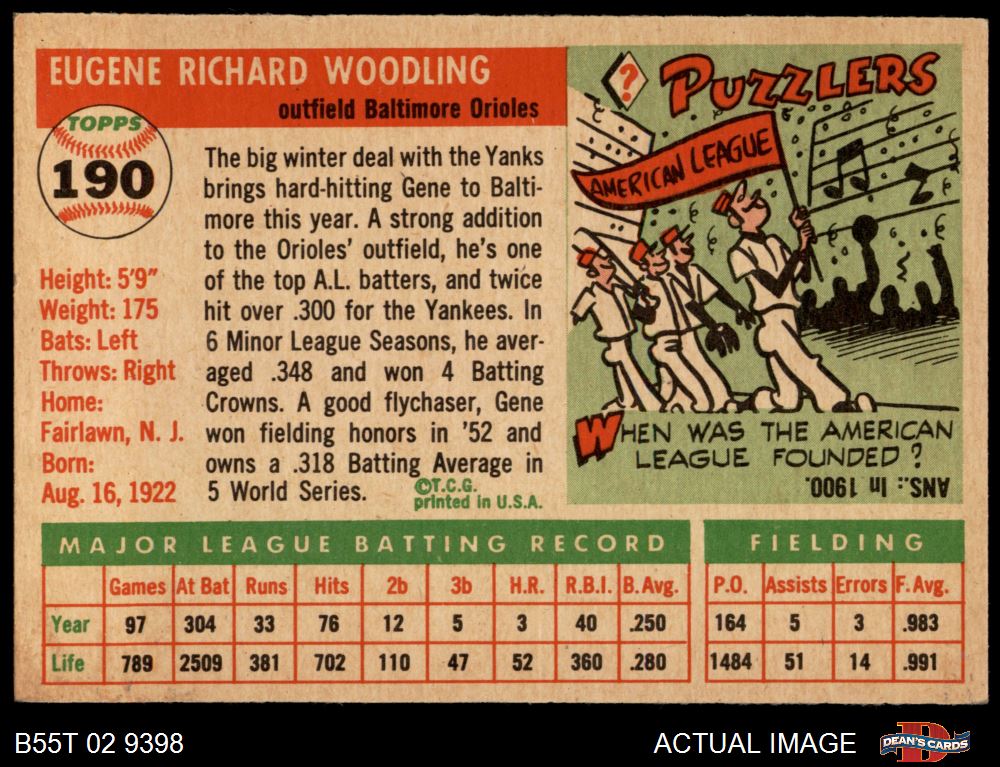 EUGENE RICHARD WOODLING
outfield Baltimore Orioles
TOPPS
190
Height: 5'9"
Weight: 175
Bats: Left
Throws: Right
Home:
Fairlawn, N. J.
Born:
Aug. 16, 1922
The big winter deal with the Yanks
brings hard-hitting Gene to Balti-
more this year. A strong addition
to the Orioles' outfield, he's one
of the top A.L. batters, and twice
hit over .300 for the Yankees. In
6 Minor League Seasons, he aver-
aged .348 and won 4 Batting
Crowns. A good flychaser, Gene
won fielding honors in '52 and
owns a .318 Batting Average in
5 World Series.
©T.C.G.
printed in U.S.A.
?
PUZZLERS
AMERICAN LEAGUE
WHEN WAS THE AMERICAN
LEAGUE FOUNDED?
ANS.: In 1900.
MAJOR LEAGUE BATTING RECORD
Games At Bat Runs Hits 2b 3b H.R. R.B.I. B.Avg.
Year 97 304 33 76 12 5 3 40 .250
Life 789 2509 381 702 110 47 52 360 .280
FIELDING
P.O. Assists Errors F.Avg.
164 5 3 .983
1484 51 14 .991
B55T 02 9398
ACTUAL IMAGE
DEAN'S CARDS